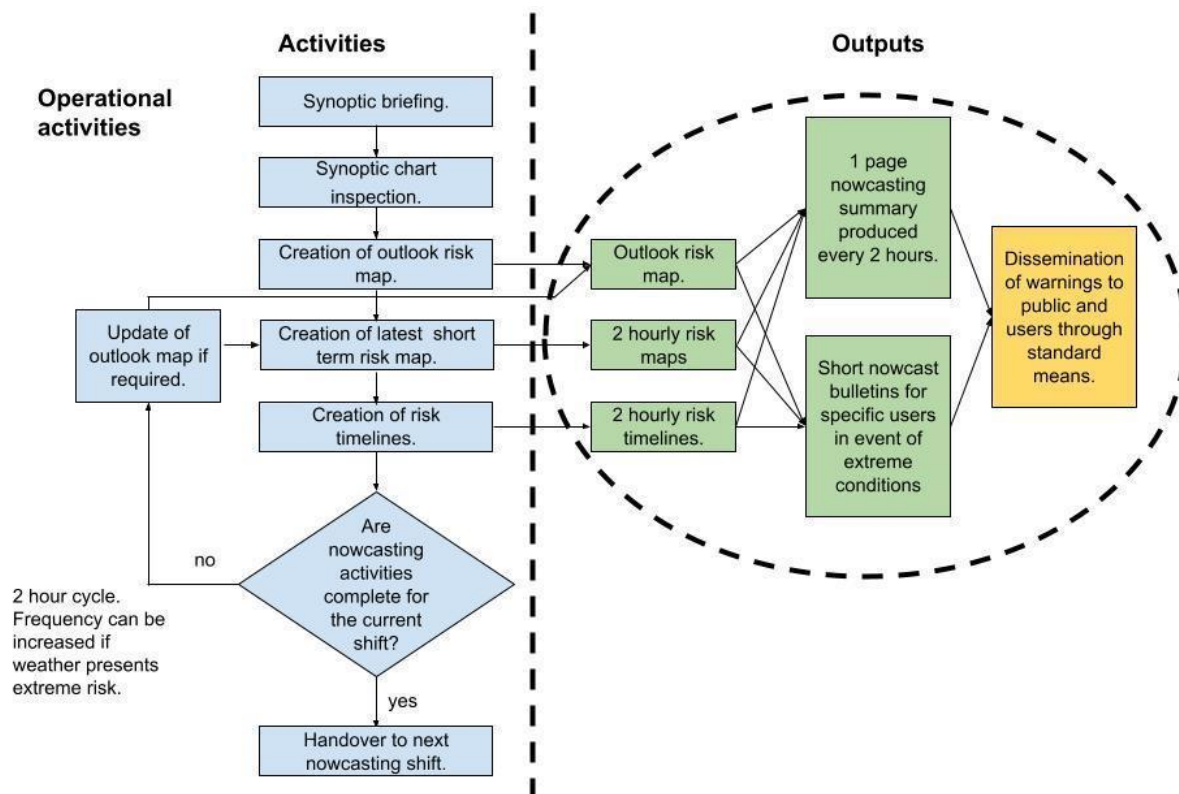 Activities
Outputs
Operational
activities
Synoptic briefing.
Synoptic chart
inspection.
Creation of outlook risk
map.
Update of
outlook map if
required.
Creation of latest short
term risk map.
Creation of risk
timelines.
Are
nowcasting
activities
complete for
the current
shift?
no
2 hour cycle.
Frequency can be
increased if
weather presents
extreme risk.
yes
Handover to next
nowcasting shift.
Outlook risk
map.
2 hourly risk
maps
2 hourly risk
timelines.
1 page
nowcasting
summary
produced
every 2 hours.
Short nowcast
bulletins for
specific users
in event of
extreme
conditions
Dissemination
of warnings to
public and
users through
standard
means.